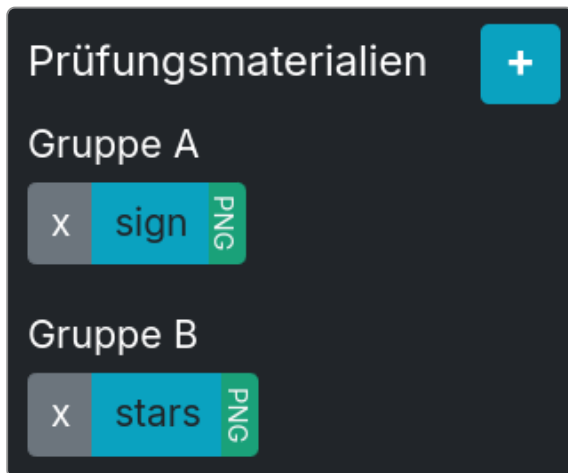 Prüfungsmaterialien +
Gruppe A
x sign PNG
Gruppe B
x stars PNG